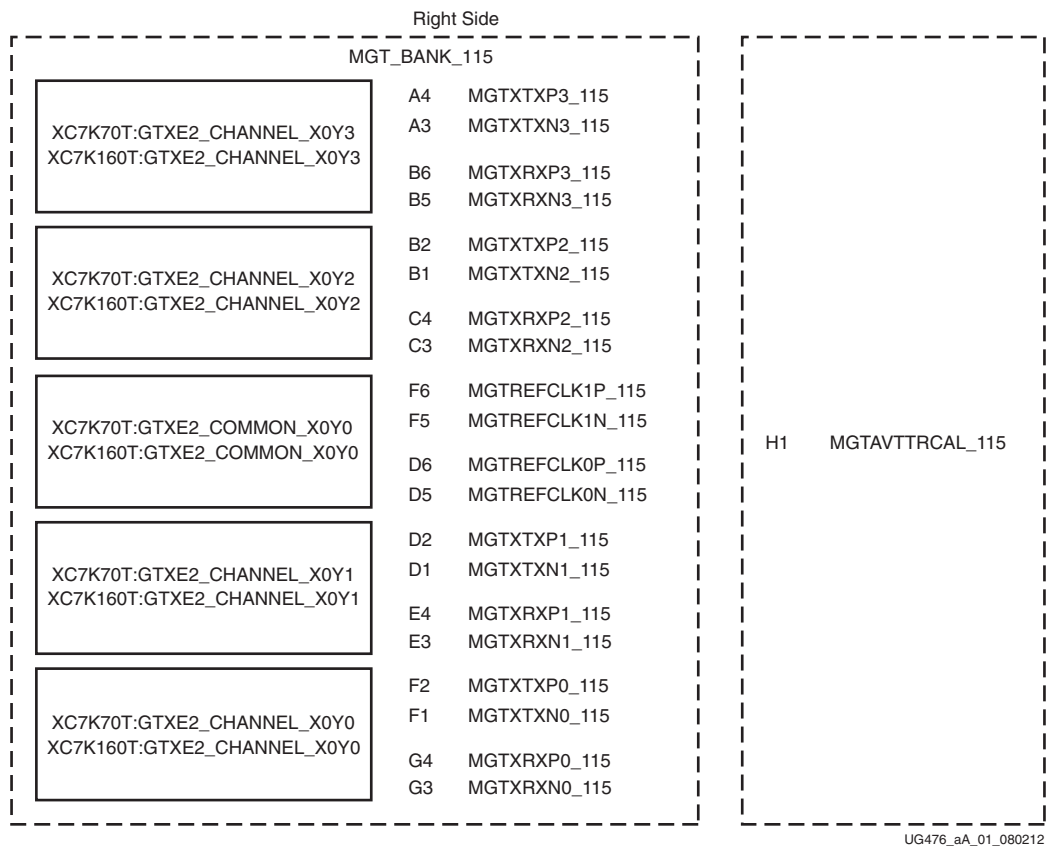 Right Side
MGT_BANK_115
XC7K70T:GTXE2_CHANNEL_X0Y3
XC7K160T:GTXE2_CHANNEL_X0Y3
A4 MGTXTXP3_115
A3 MGTXTXN3_115
B6 MGTXRXP3_115
B5 MGTXRXN3_115
XC7K70T:GTXE2_CHANNEL_X0Y2
XC7K160T:GTXE2_CHANNEL_X0Y2
B2 MGTXTXP2_115
B1 MGTXTXN2_115
C4 MGTXRXP2_115
C3 MGTXRXN2_115
XC7K70T:GTXE2_COMMON_X0Y0
XC7K160T:GTXE2_COMMON_X0Y0
F6 MGTREFCLK1P_115
F5 MGTREFCLK1N_115
D6 MGTREFCLK0P_115
D5 MGTREFCLK0N_115
XC7K70T:GTXE2_CHANNEL_X0Y1
XC7K160T:GTXE2_CHANNEL_X0Y1
D2 MGTXTXP1_115
D1 MGTXTXN1_115
E4 MGTXRXP1_115
E3 MGTXRXN1_115
XC7K70T:GTXE2_CHANNEL_X0Y0
XC7K160T:GTXE2_CHANNEL_X0Y0
F2 MGTXTXP0_115
F1 MGTXTXN0_115
G4 MGTXRXP0_115
G3 MGTXRXN0_115
H1 MGTAVTTRCAL_115
UG476_aA_01_080212